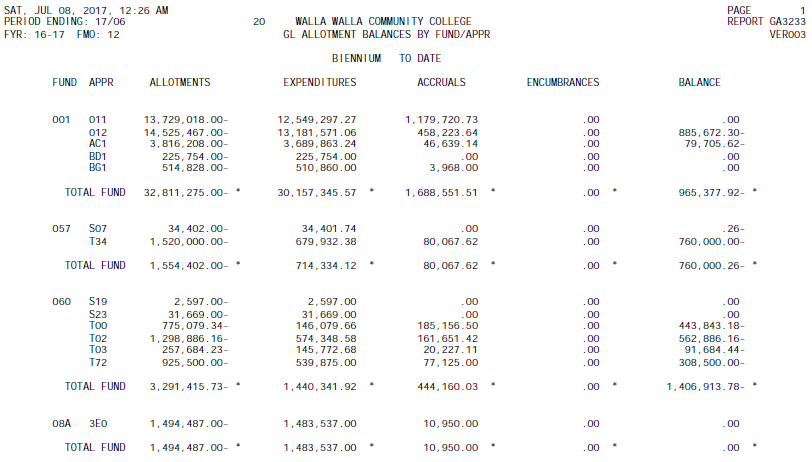 SAT, JUL 08, 2017, 12:26 AM PAGE 1
PERIOD ENDING: 17/06 20 WALLA WALLA COMMUNITY COLLEGE REPORT GA3233
FYR: 16-17 FMO: 12 GL ALLOTMENT BALANCES BY FUND/APPR VER003
BIENNIUM TO DATE
FUND APPR ALLOTMENTS EXPENDITURES ACCRUALS ENCUMBRANCES BALANCE
001 011 13,729,018.00- 12,549,297.27 1,179,720.73 .00 .00
012 14,525,467.00- 13,181,571.06 458,223.64 .00 885,672.30-
AC1 3,816,208.00- 3,689,863.24 46,639.14 .00 79,705.62-
BD1 225,754.00- 225,754.00 .00 .00 .00
BG1 514,828.00- 510,860.00 3,968.00 .00 .00
TOTAL FUND 32,811,275.00- * 30,157,345.57 * 1,688,551.51 * .00 * 965,377.92- *
057 S07 34,402.00- 34,401.74 .00 .00 .26-
T34 1,520,000.00- 679,932.38 80,067.62 .00 760,000.00-
TOTAL FUND 1,554,402.00- * 714,334.12 * 80,067.62 * .00 * 760,000.26- *
060 S19 2,597.00- 2,597.00 .00 .00 .00
S23 31,669.00- 31,669.00 .00 .00 .00
T00 775,079.34- 146,079.66 185,156.50 .00 443,843.18-
T02 1,298,886.16- 574,348.58 161,651.42 .00 562,886.16-
T03 257,684.23- 145,772.68 20,227.11 .00 91,684.44-
T72 925,500.00- 539,875.00 77,125.00 .00 308,500.00-
TOTAL FUND 3,291,415.73- * 1,440,341.92 * 444,160.03 * .00 * 1,406,913.78- *
08A 3E0 1,494,487.00- 1,483,537.00 10,950.00 .00 .00
TOTAL FUND 1,494,487.00- * 1,483,537.00 * 10,950.00 * .00 * .00 *